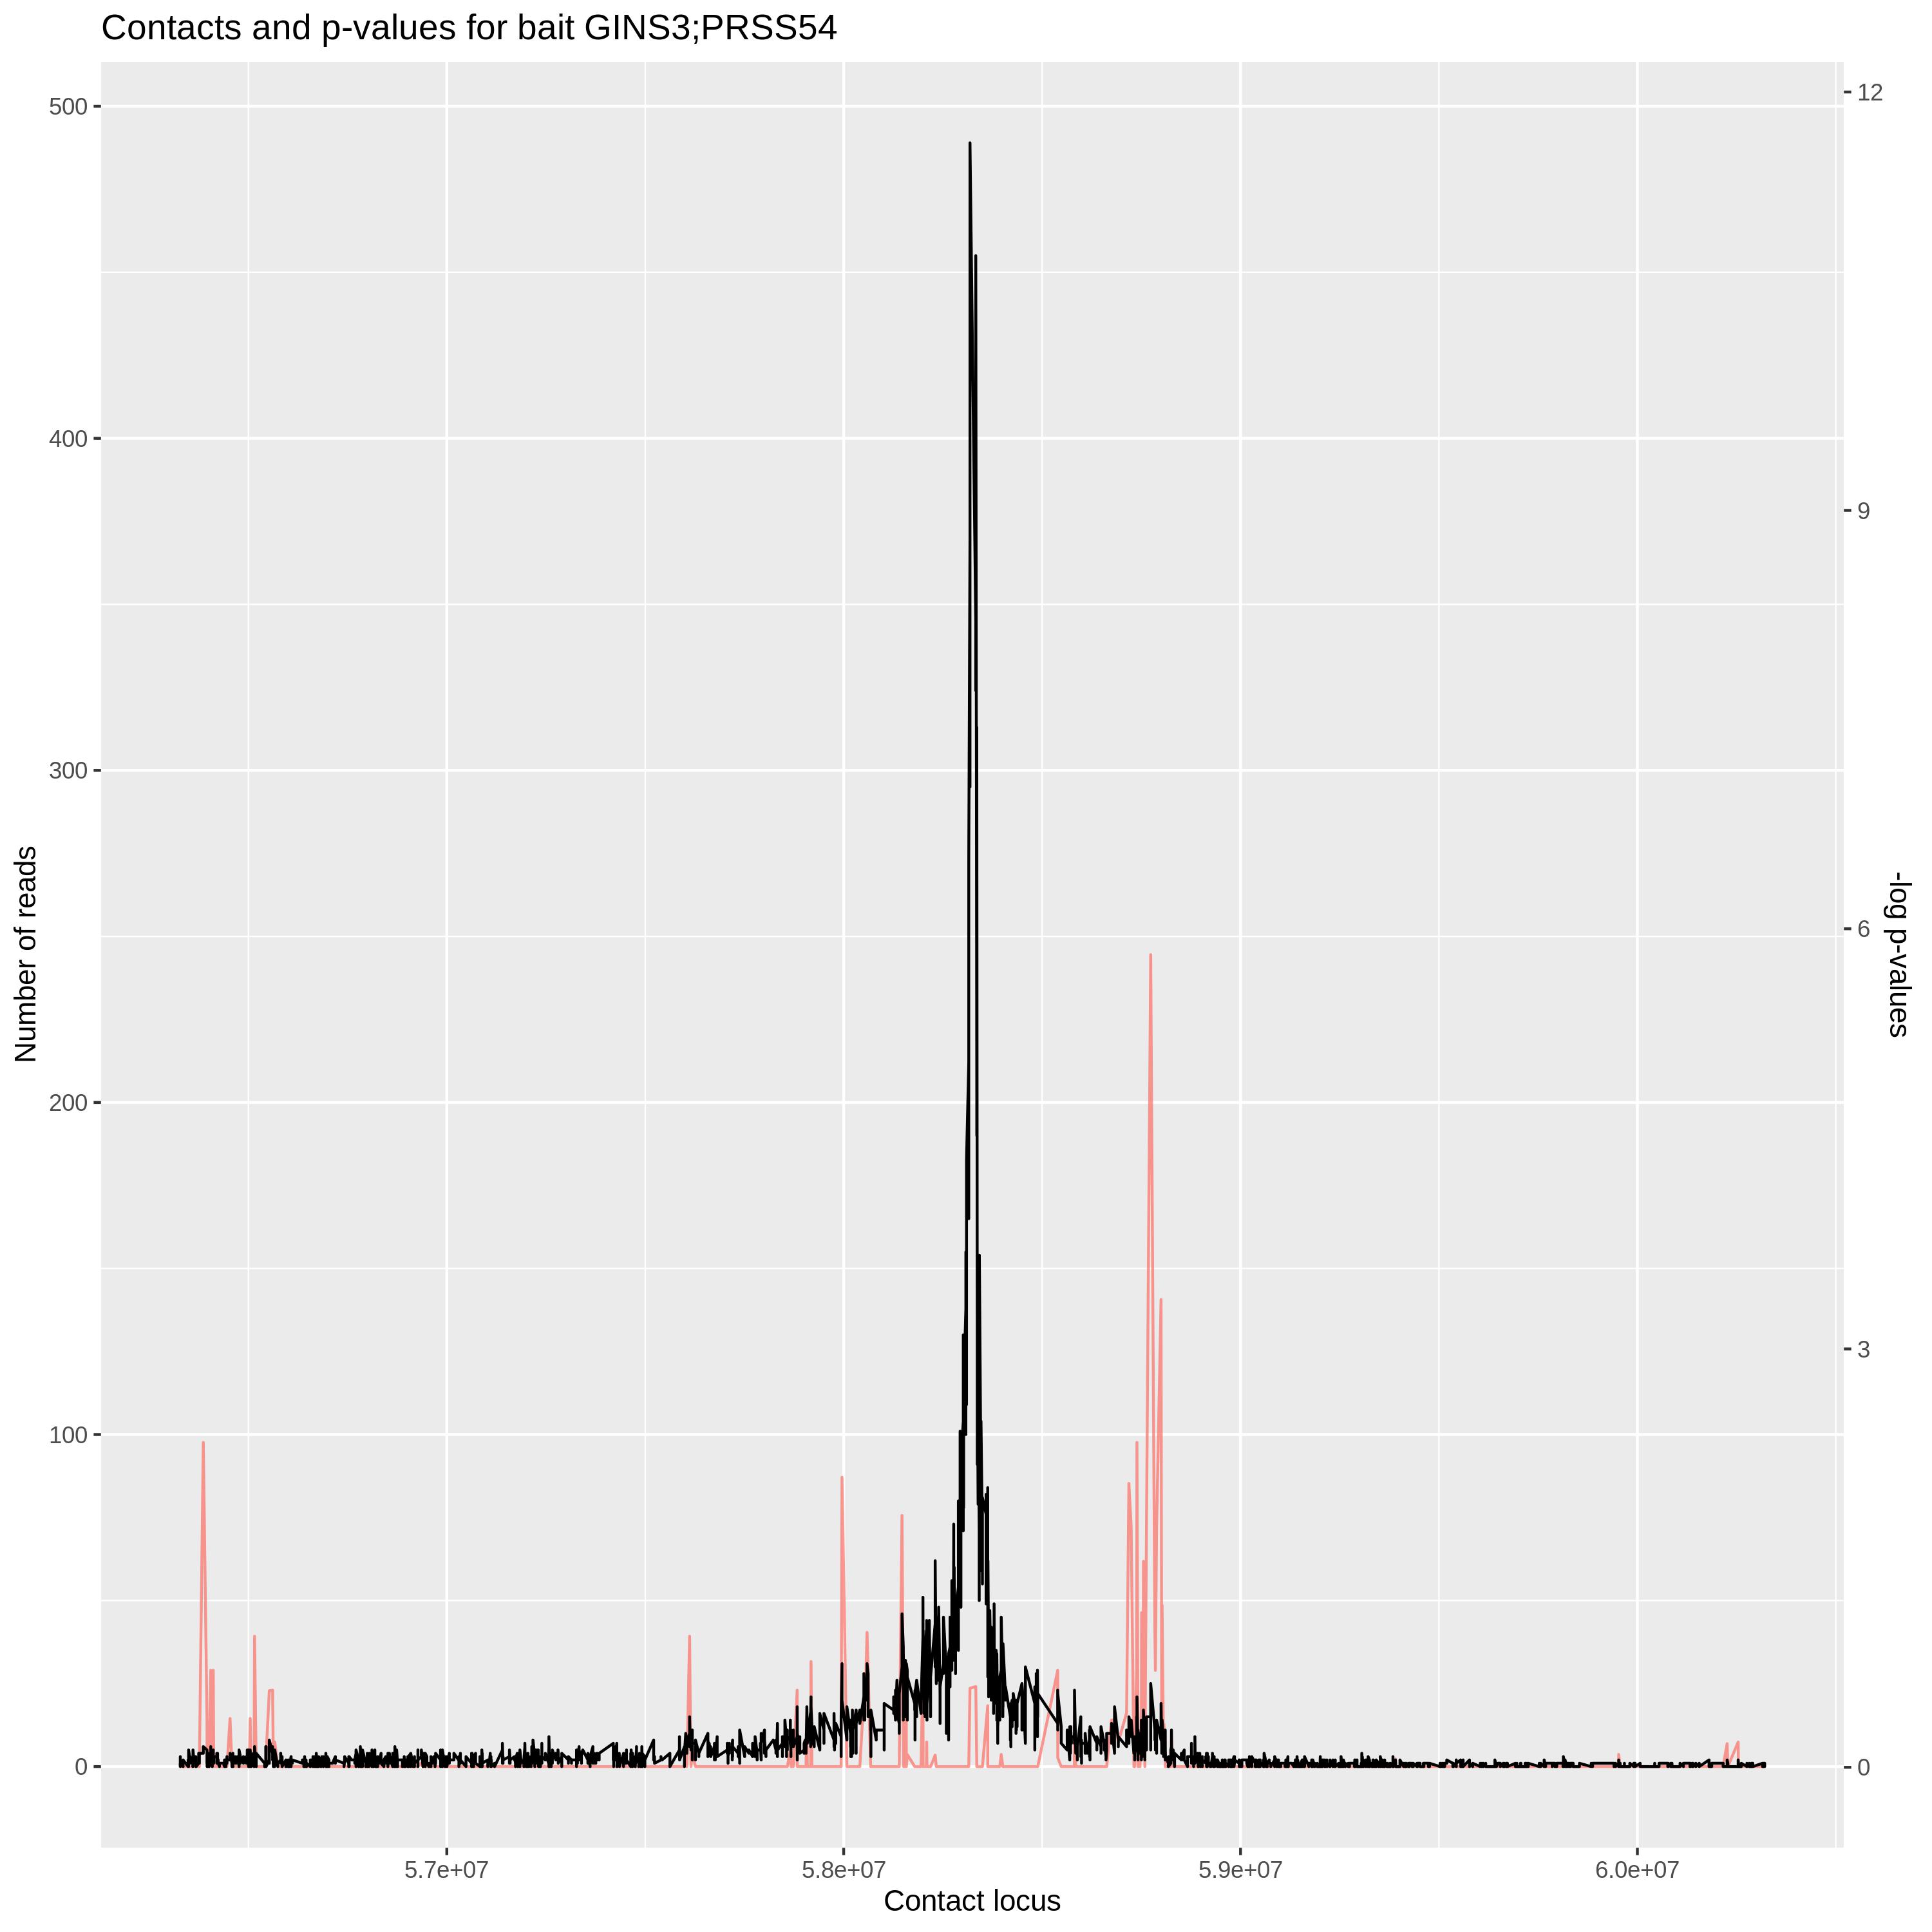 Contacts and p-values for bait GINS3;PRSS54
500
400
300
200
100
0
Number of reads
12
9
6
3
0
-log p-values
5.7e+07
5.8e+07
5.9e+07
6.0e+07
Contact locus